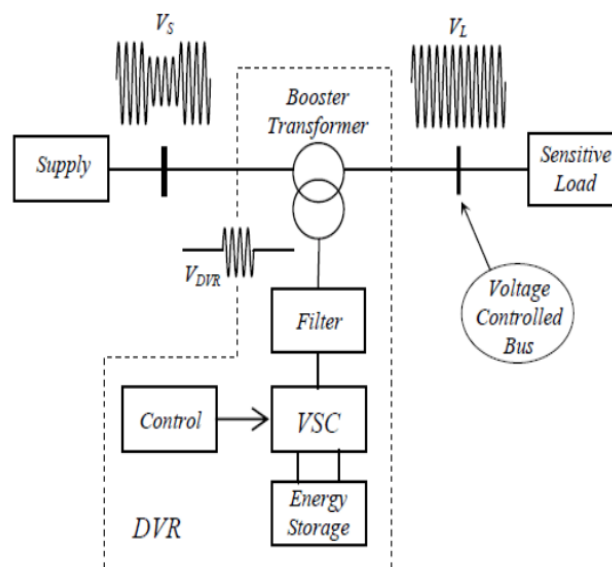 V_S
V_L
Booster
Transformer
Supply
Sensitive
Load
V_DVR
Voltage
Controlled
Bus
Filter
Control
VSC
Energy
Storage
DVR